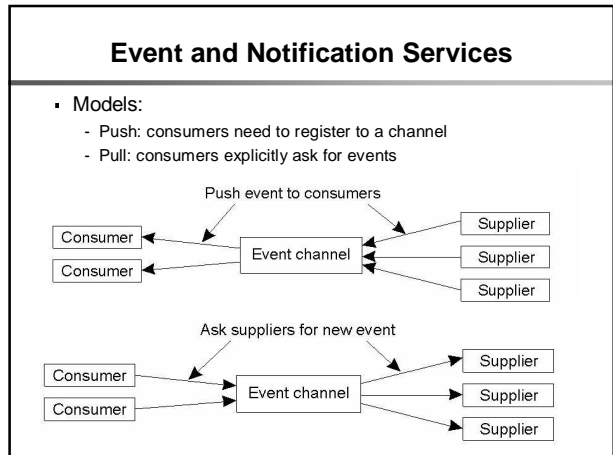 Event and Notification Services
▪ Models:
- Push: consumers need to register to a channel
- Pull: consumers explicitly ask for events
Push event to consumers
Consumer
Consumer
Event channel
Supplier
Supplier
Supplier
Ask suppliers for new event
Consumer
Consumer
Event channel
Supplier
Supplier
Supplier